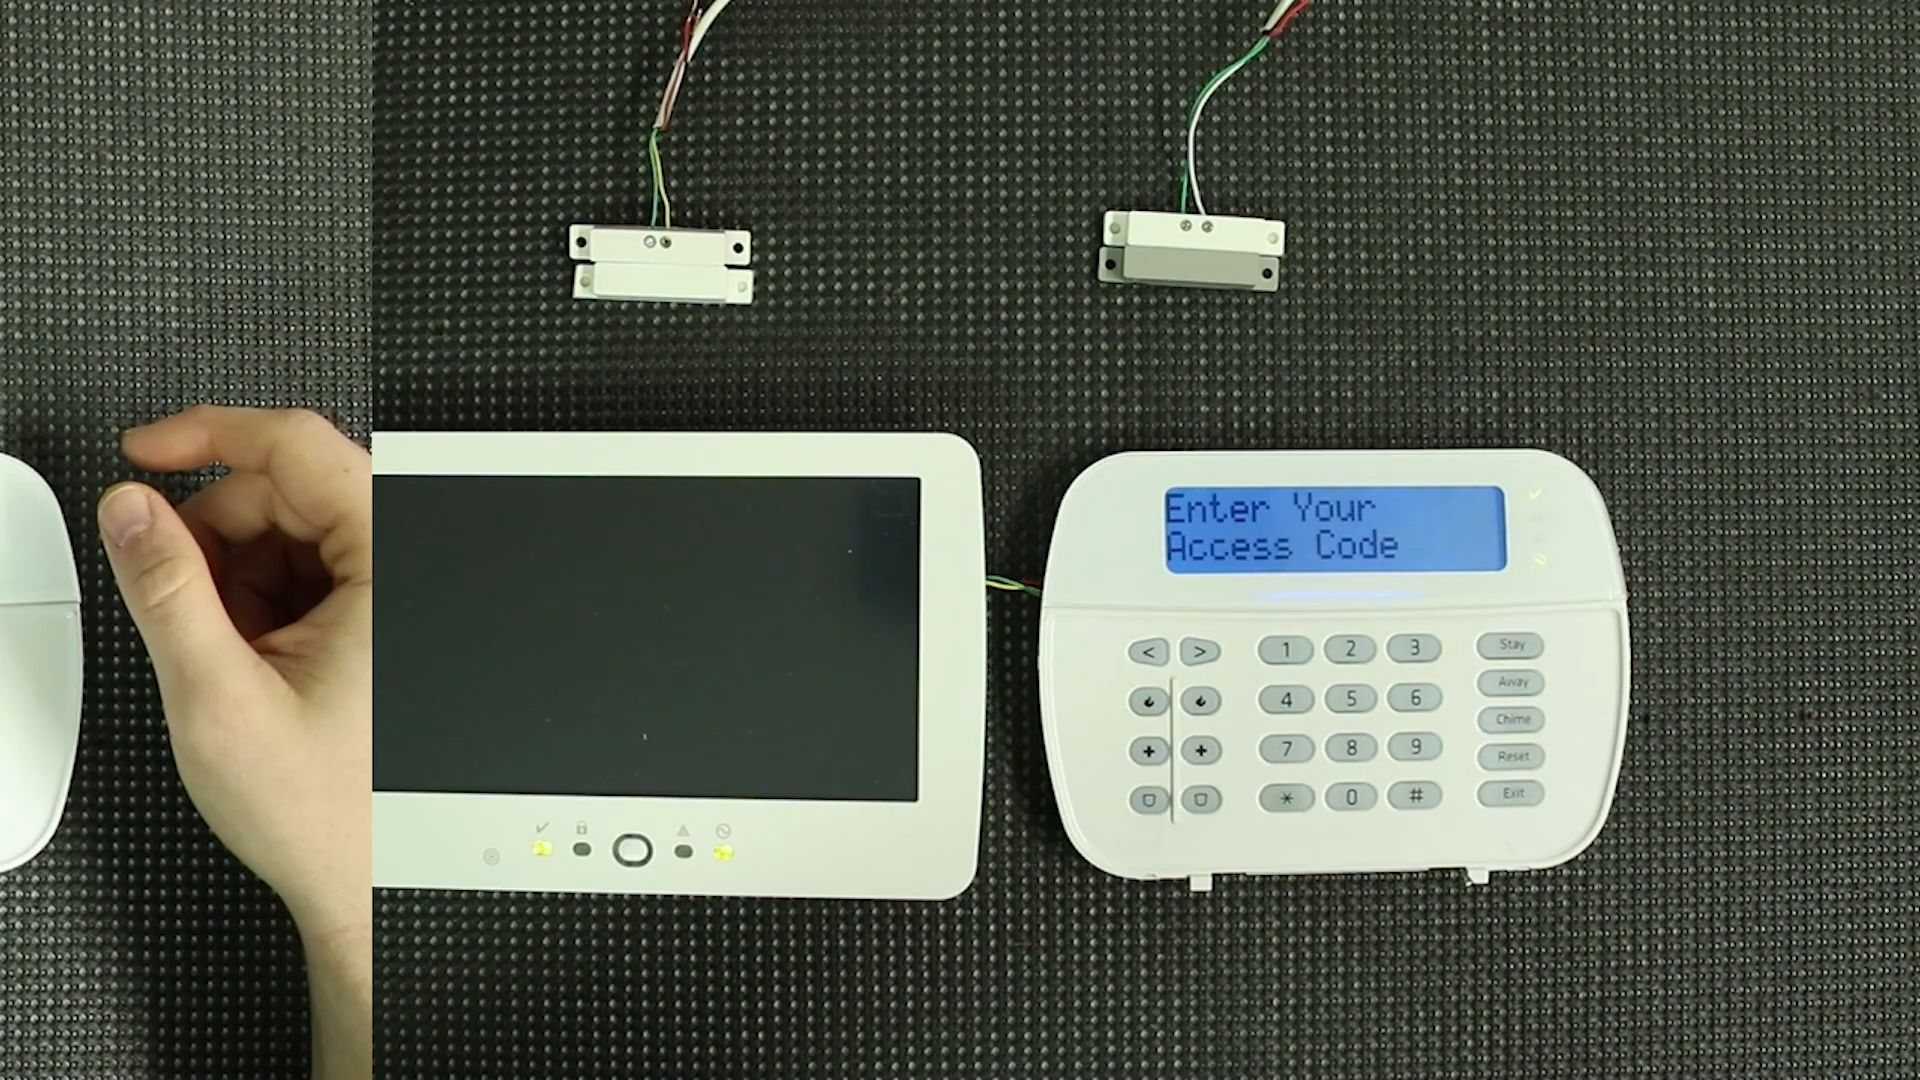 Enter Your
Access Code
< > 1 2 3 Stay
4 5 6 Away
Chime
+ + 7 8 9
Reset
* 0 # Exit